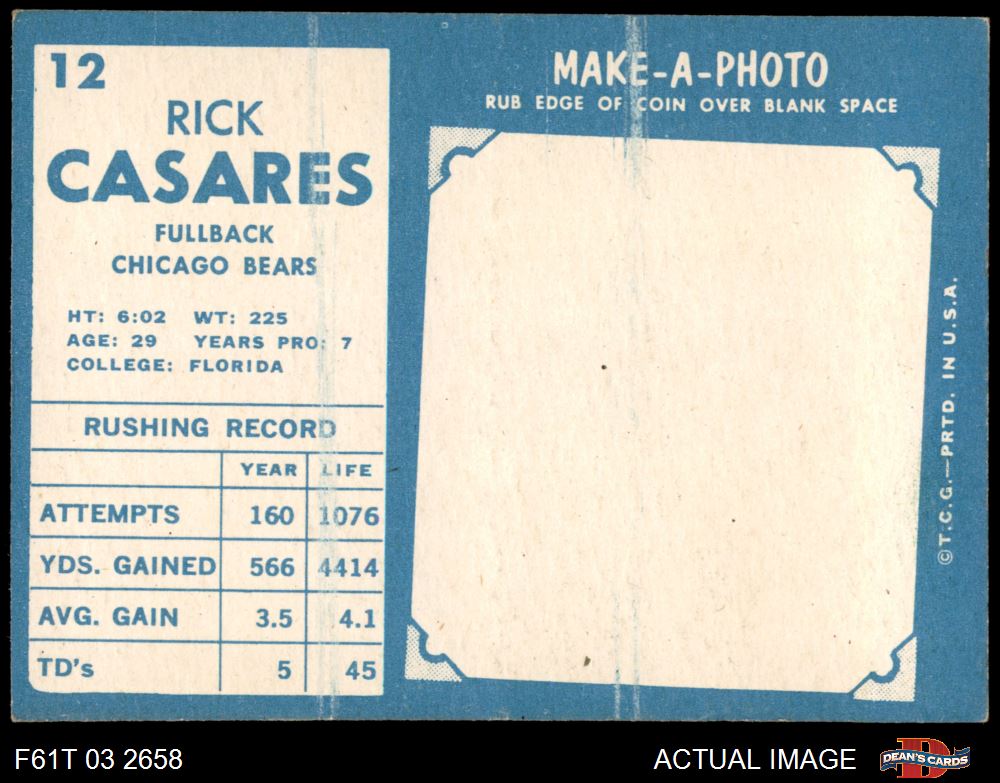 12
RICK
CASARES
FULLBACK
CHICAGO BEARS
HT: 6:02 WT: 225
AGE: 29 YEARS PRO: 7
COLLEGE: FLORIDA
RUSHING RECORD
YEAR LIFE
ATTEMPTS 160 1076
YDS. GAINED 566 4414
AVG. GAIN 3.5 4.1
TD's 5 45
MAKE-A-PHOTO
RUB EDGE OF COIN OVER BLANK SPACE
©T.C.G.—PRTD. IN U.S.A.
F61T 03 2658
ACTUAL IMAGE
DEAN'S CARDS